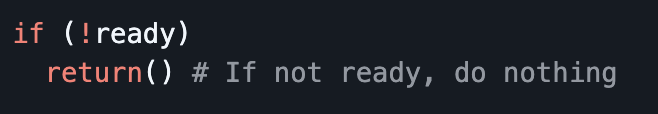 if (!ready)
  return() # If not ready, do nothing